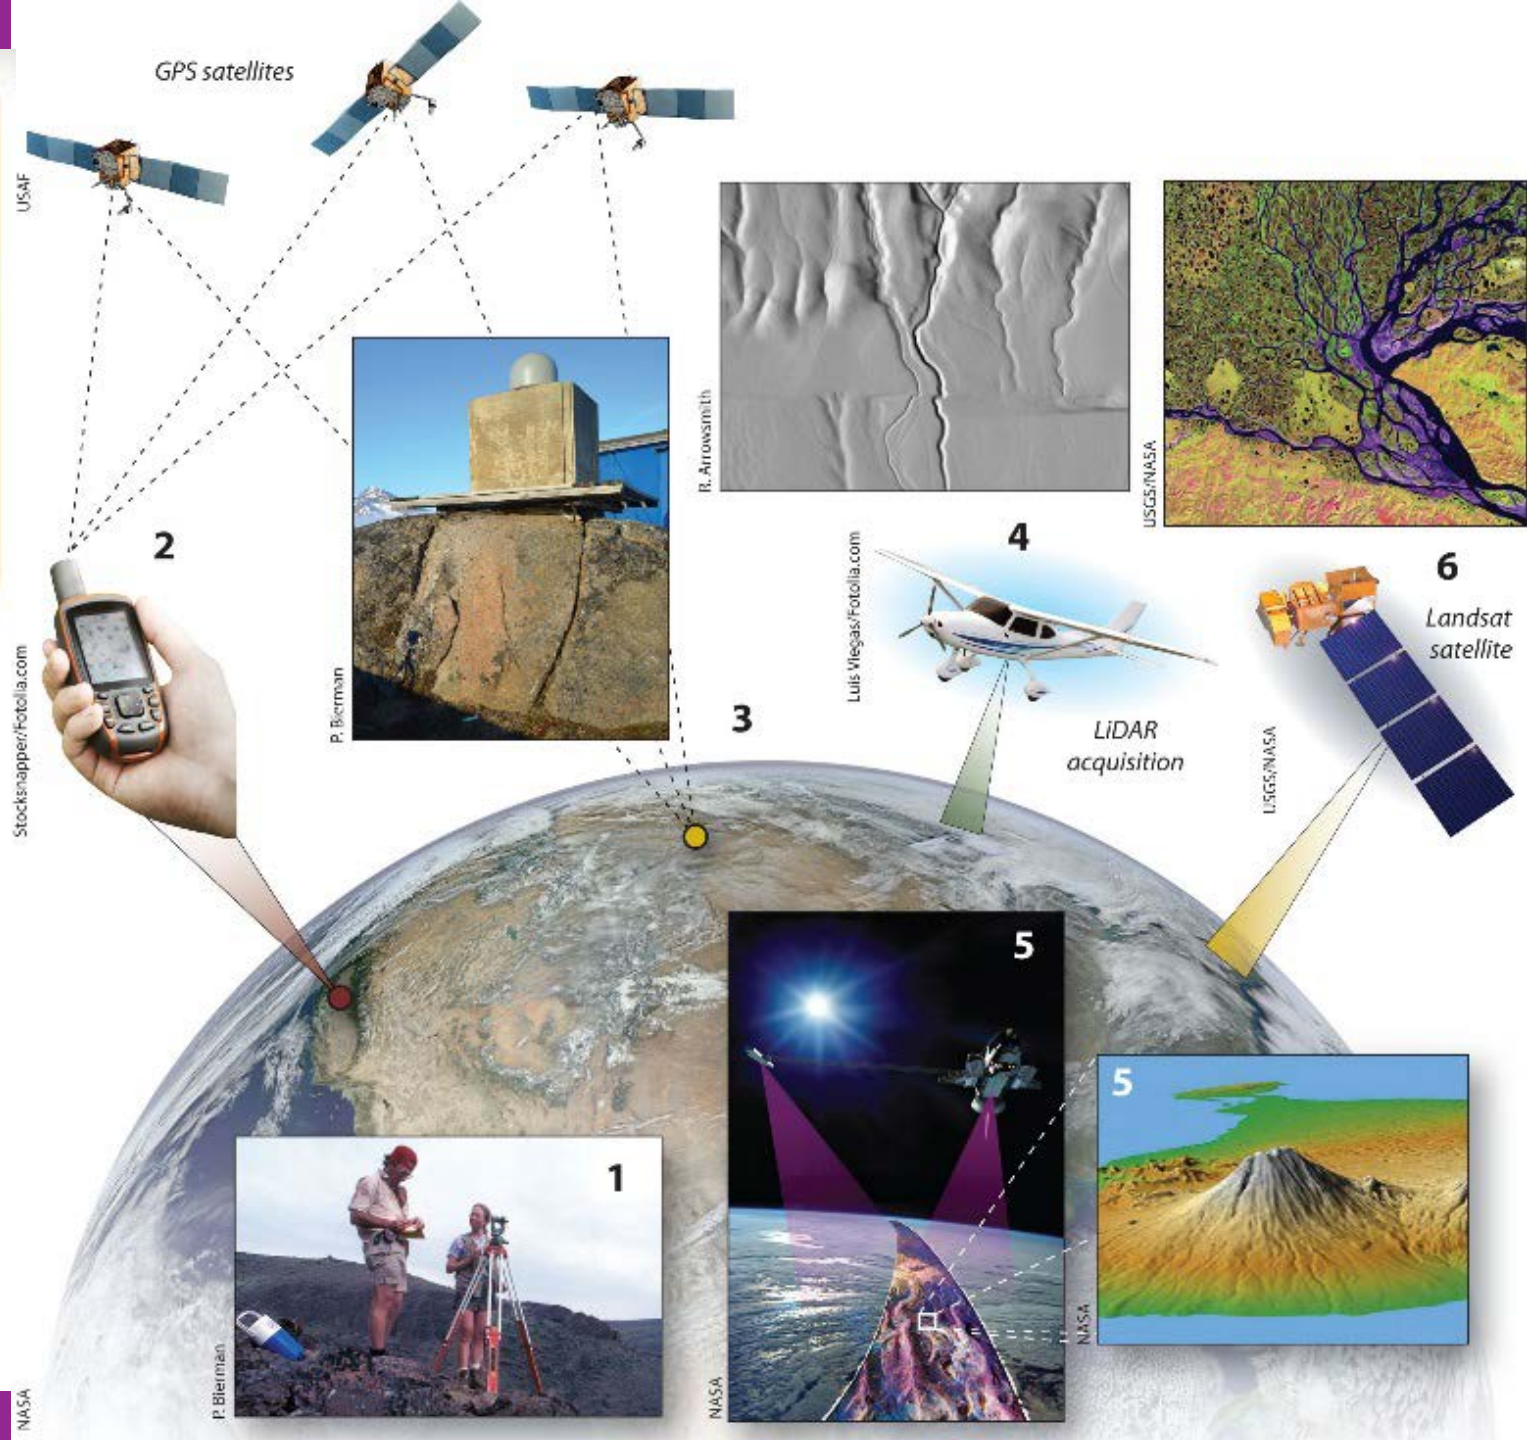 GPS satellites
USAF
R. Arrowsmith
USGS/NASA
2
4
6
Landsat
satellite
Luis Viegas/Fotolia.com
Stocksnapper/Fotolia.com
P. Bierman
3
LiDAR
acquisition
USGS/NASA
5
5
1
NASA
P. Bierman
NASA
NASA